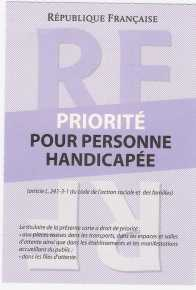 RÉPUBLIQUE FRANÇAISE
RF
PRIORITÉ
POUR PERSONNE
HANDICAPÉE
(article L. 241-3-1 du code de l'action sociale et des familles)
Le titulaire de la présente carte a droit de priorité :
- aux places assises dans les transports, dans les espaces et salles
d'attente ainsi que dans les établissements et les manifestations
accueillant du public ;
- dans les files d'attente.